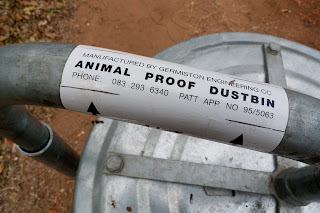 MANUFACTURED BY GERMISTON ENGINEERING CC
ANIMAL PROOF DUSTBIN
PHONE: 083 293 6340 PATT APP NO 95/5063